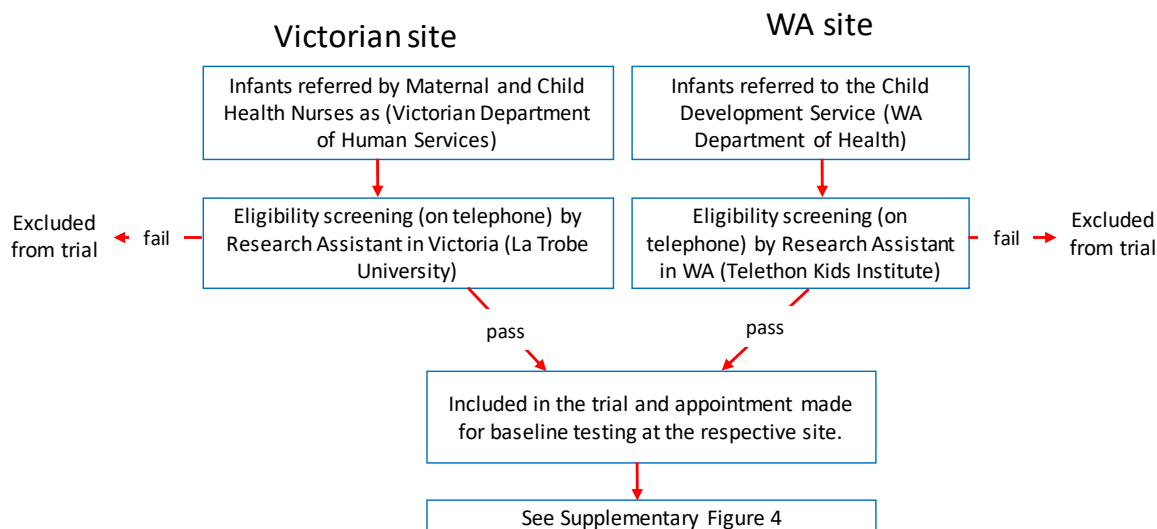 Victorian site
WA site
Infants referred by Maternal and Child
Health Nurses as (Victorian Department
of Human Services)
Infants referred to the Child
Development Service (WA
Department of Health)
Excluded
from trial
fail
Eligibility screening (on telephone) by
Research Assistant in Victoria (La Trobe
University)
Eligibility screening (on
telephone) by Research Assistant
in WA (Telethon Kids Institute)
fail
Excluded
from trial
pass
pass
Included in the trial and appointment made
for baseline testing at the respective site.
See Supplementary Figure 4